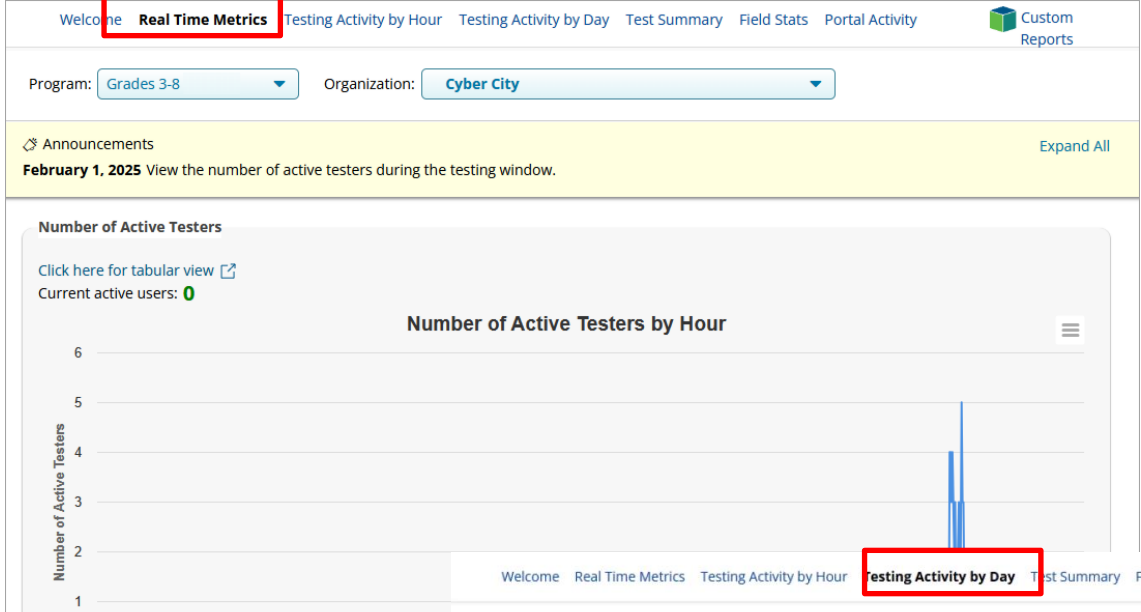 Welcome Real Time Metrics Testing Activity by Hour Testing Activity by Day Test Summary Field Stats Portal Activity Custom
Reports
Program: Grades 3-8 Organization: Cyber City
Announcements Expand All
February 1, 2025 View the number of active testers during the testing window.
Number of Active Testers
Click here for tabular view
Current active users: 0
Number of Active Testers by Hour
6
5
4
3
2
1
Number of Active Testers
Welcome Real Time Metrics Testing Activity by Hour Testing Activity by Day Test Summary